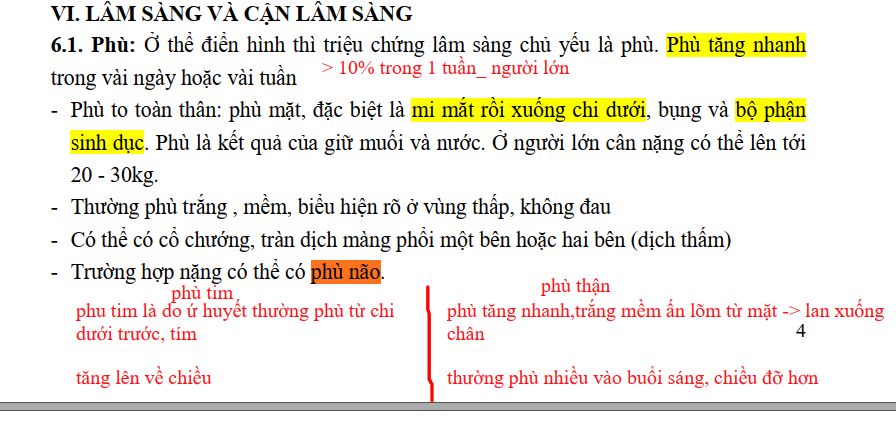 VI. LÂM SÀNG VÀ CẬN LÂM SÀNG
6.1. Phù: Ở thể điển hình thì triệu chứng lâm sàng chủ yếu là phù. Phù tăng nhanh
trong vài ngày hoặc vài tuần > 10% trong 1 tuần_ người lớn
- Phù to toàn thân: phù mặt, đặc biệt là mi mắt rồi xuống chi dưới, bụng và bộ phận
sinh dục. Phù là kết quả của giữ muối và nước. Ở người lớn cân nặng có thể lên tới
20 - 30kg.
- Thường phù trắng , mềm, biểu hiện rõ ở vùng thấp, không đau
- Có thể có cổ chướng, tràn dịch màng phổi một bên hoặc hai bên (dịch thấm)
- Trường hợp nặng có thể có phù não.
phù tim
phu tim là do ứ huyết thường phù từ chi
dưới trước, tím
tăng lên về chiều
phù thận
phù tăng nhanh,trắng mềm ấn lõm từ mặt -> lan xuống
chân
4
thường phù nhiều vào buổi sáng, chiều đỡ hơn